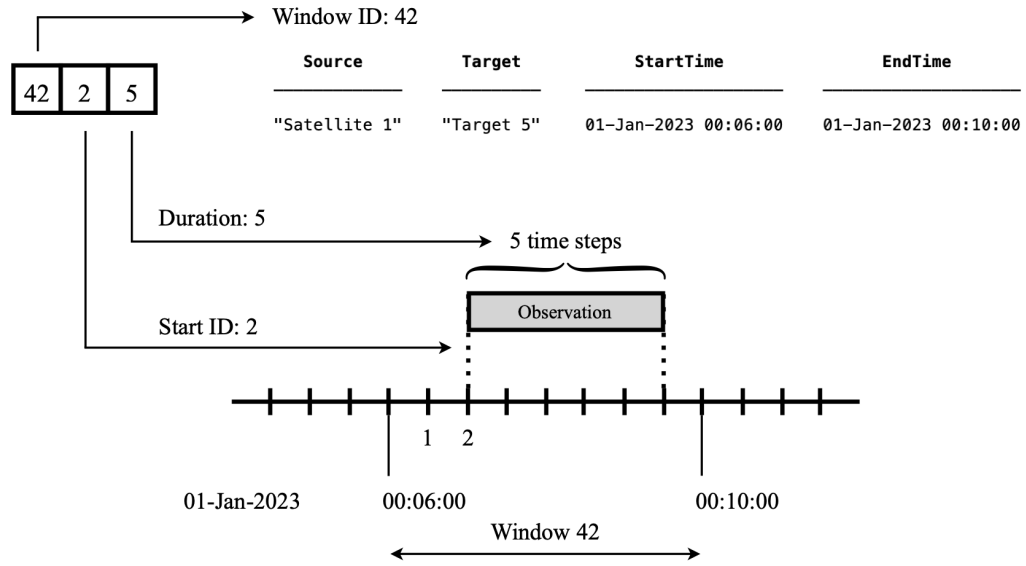 Window ID: 42
42 2 5
Source Target StartTime EndTime
"Satellite 1" "Target 5" 01-Jan-2023 00:06:00 01-Jan-2023 00:10:00
Duration: 5
5 time steps
Observation
Start ID: 2
1 2
01-Jan-2023 00:06:00 00:10:00
Window 42